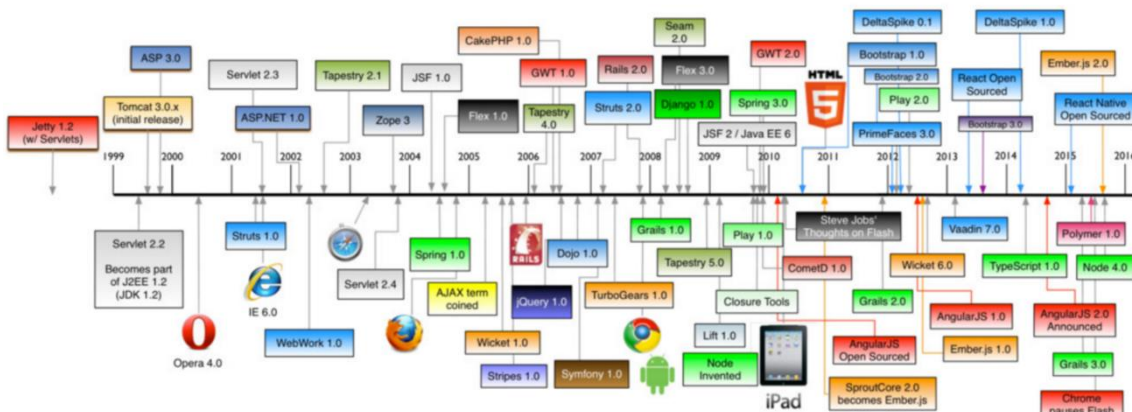 DeltaSpike 0.1
DeltaSpike 1.0
Seam
2.0
CakePHP 1.0
GWT 2.0
HTML
5
Bootstrap 1.0
ASP 3.0
Servlet 2.3
Tapestry 2.1
JSF 1.0
GWT 1.0
Rails 2.0
Flex 3.0
Bootstrap 2.0
React Open
Sourced
Ember.js 2.0
Tomcat 3.0.x
(initial release)
ASP.NET 1.0
Zope 3
Flex 1.0
Tapestry
4.0
Struts 2.0
Django 1.0
Spring 3.0
Play 2.0
React Native
Open Sourced
Jetty 1.2
(w/ Servlets)
JSF 2 / Java EE 6
PrimeFaces 3.0
Bootstrap 3.0
1999
2000
2001
2002
2003
2004
2005
2006
2007
2008
2009
2010
2011
2012
2013
2014
2015
2016
Servlet 2.2
Becomes part
of J2EE 1.2
(JDK 1.2)
Struts 1.0
IE 6.0
Opera 4.0
WebWork 1.0
Servlet 2.4
Spring 1.0
AJAX term
coined
RAILS
Dojo 1.0
jQuery 1.0
Wicket 1.0
Stripes 1.0
Symfony 1.0
TurboGears 1.0
Grails 1.0
Tapestry 5.0
Play 1.0
Steve Jobs'
Thoughts on Flash
CometD 1.0
Closure Tools
Lift 1.0
Node
Invented
iPad
Grails 2.0
AngularJS
Open Sourced
SproutCore 2.0
becomes Ember.js
Vaadin 7.0
Wicket 6.0
AngularJS 1.0
Ember.js 1.0
TypeScript 1.0
Polymer 1.0
Node 4.0
AngularJS 2.0
Announced
Grails 3.0
Chrome
pauses Flash